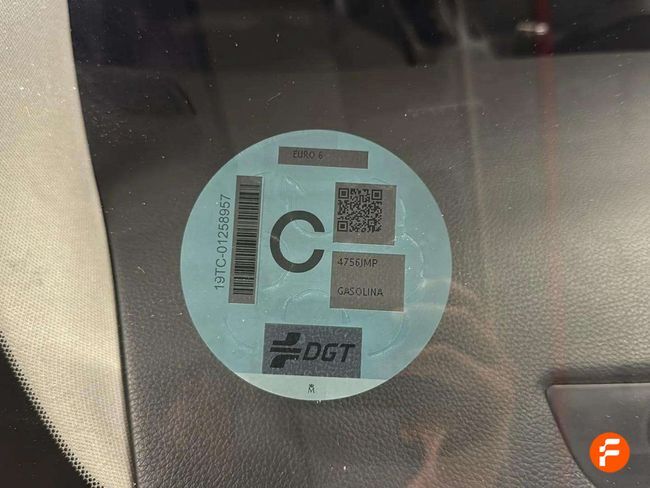 EURO 6
19TC-01258957
C
4756JMP
GASOLINA
DGT
M
F